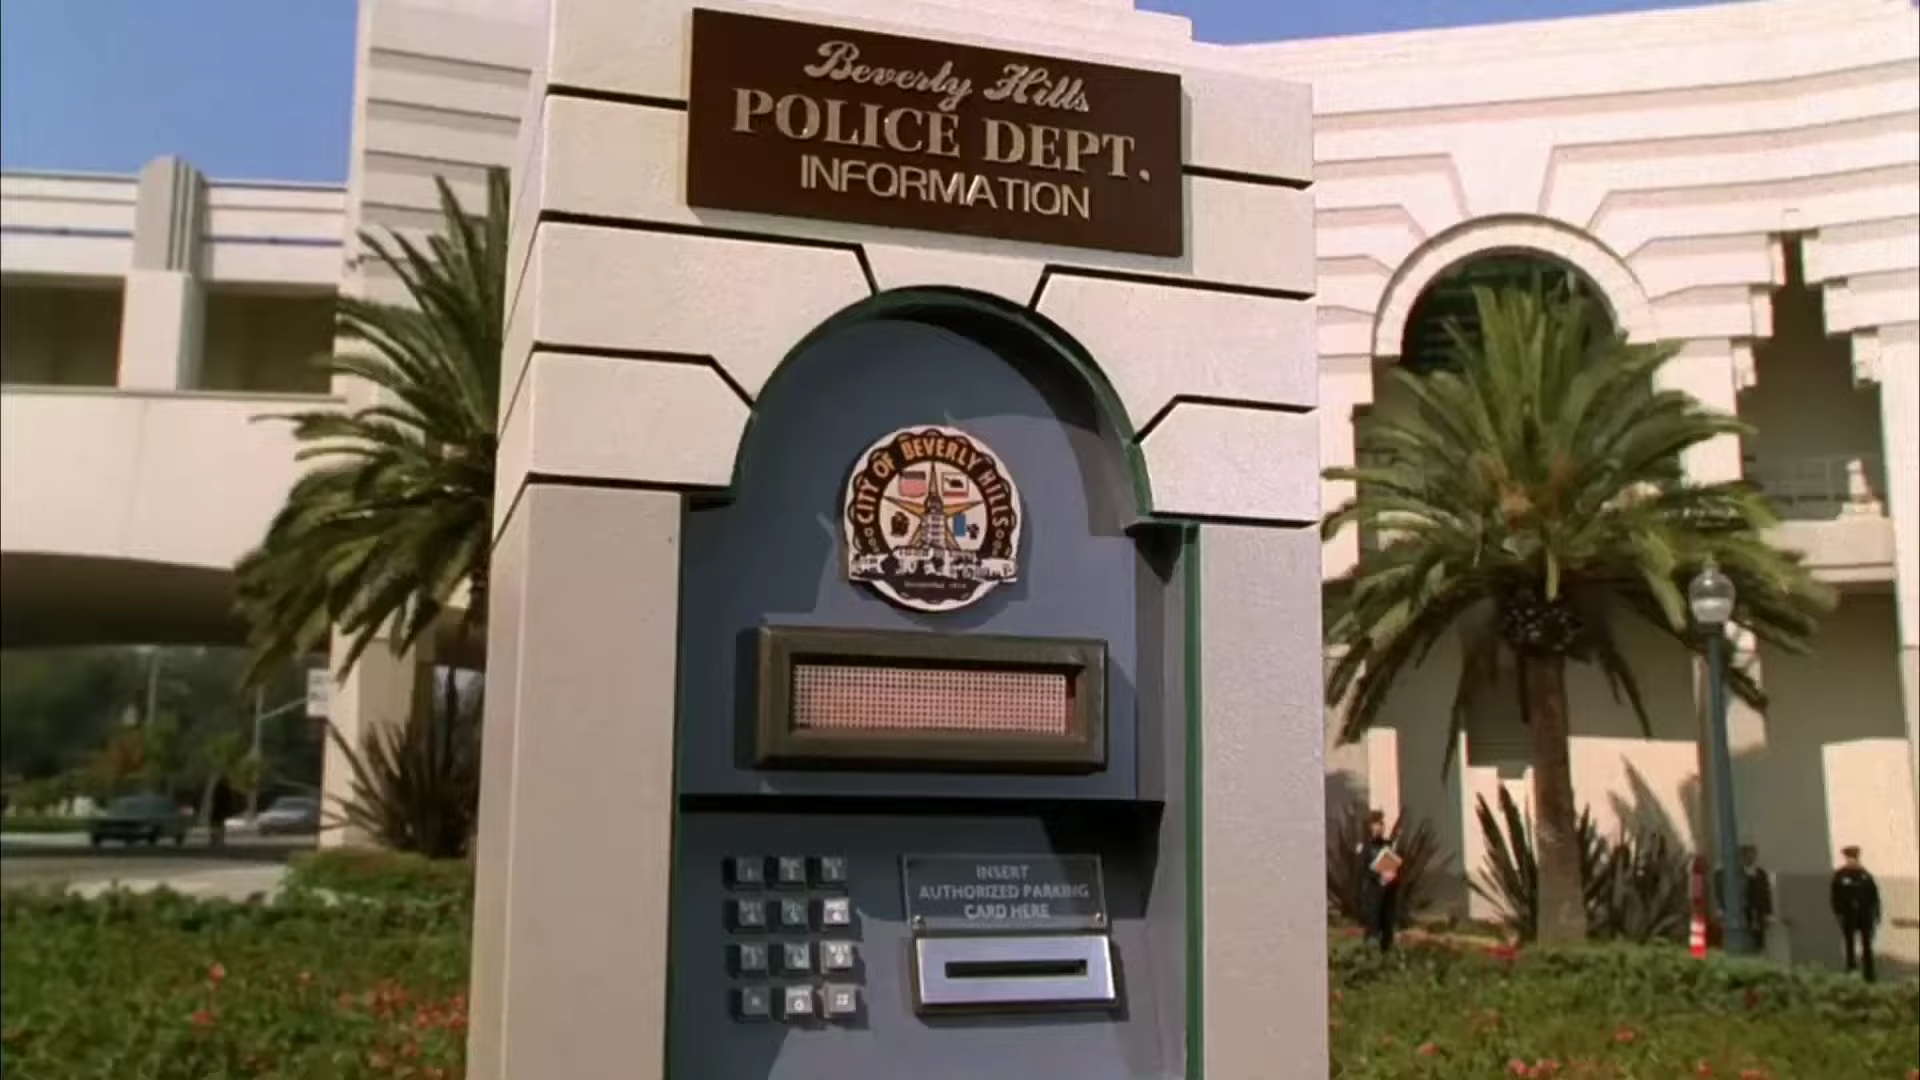 Beverly Hills
POLICE DEPT.
INFORMATION
CITY OF BEVERLY HILLS
INSERT
AUTHORIZED PARKING
CARD HERE